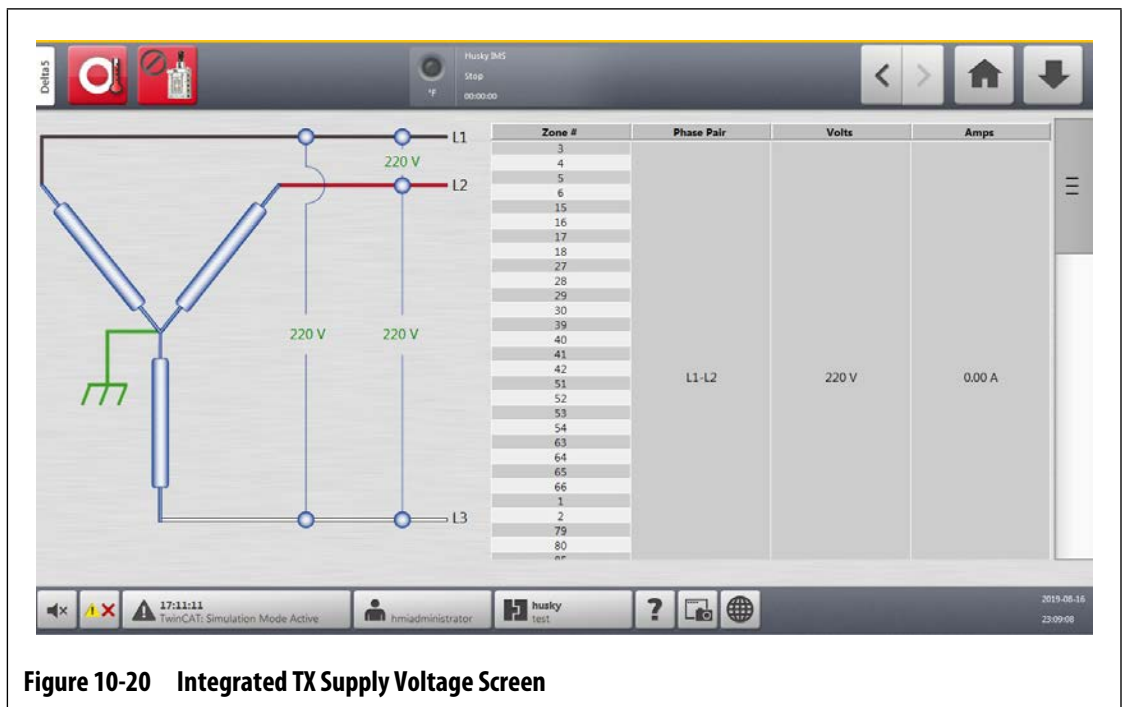 Delta5
°F
Husky IMS
Stop
00:00:00
L1
220 V
L2
220 V
220 V
L3
Zone # Phase Pair Volts Amps
3
4
5
6
15
16
17
18
27
28
29
30
39
40
41
42
51
52
53
54
63
64
65
66
1
2
79
80
L1-L2 220 V 0.00 A
17:11:11
TwinCAT: Simulation Mode Active
hmiadministrator
husky
test
?
2019-08-16
23:09:08
Figure 10-20 Integrated TX Supply Voltage Screen